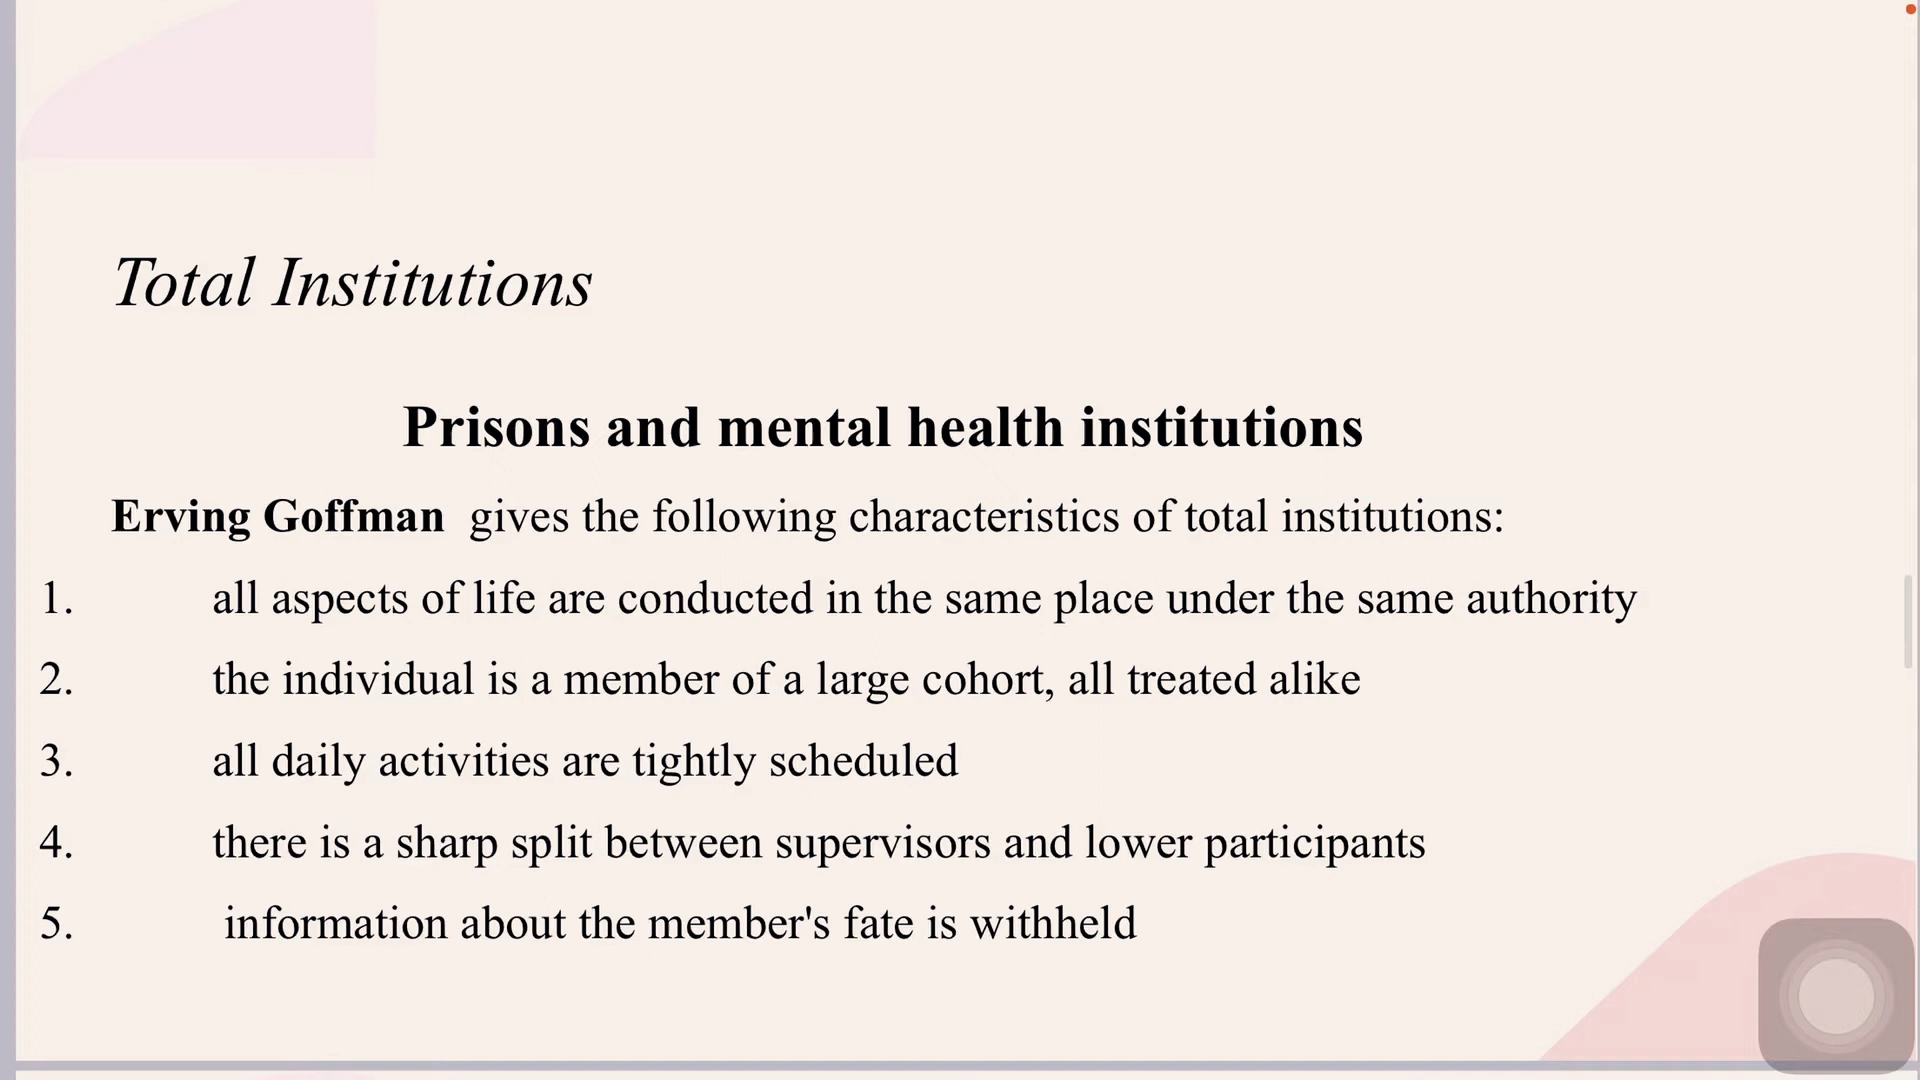 Total Institutions
Prisons and mental health institutions
Erving Goffman gives the following characteristics of total institutions:
1. all aspects of life are conducted in the same place under the same authority
2. the individual is a member of a large cohort, all treated alike
3. all daily activities are tightly scheduled
4. there is a sharp split between supervisors and lower participants
5. information about the member's fate is withheld